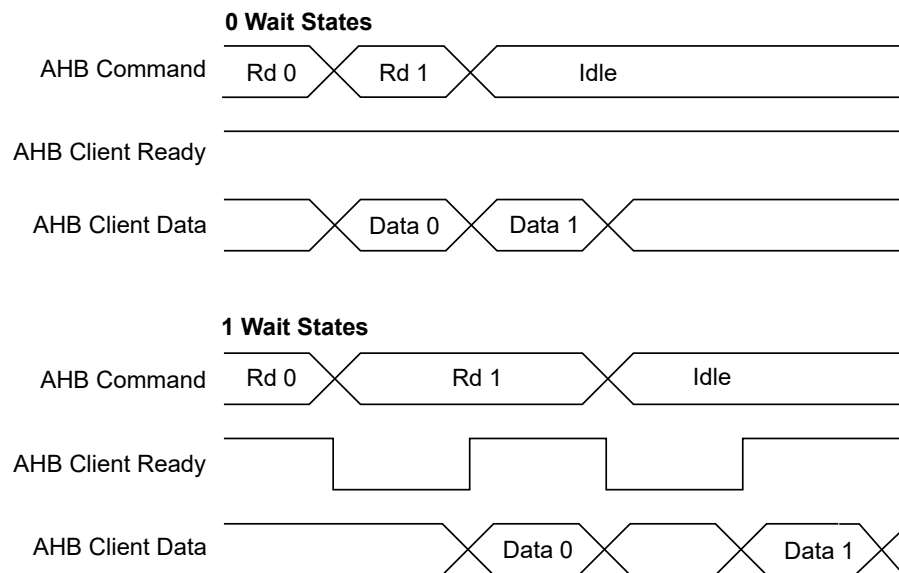 0 Wait States
AHB Command Rd 0 Rd 1 Idle
AHB Client Ready
AHB Client Data Data 0 Data 1
1 Wait States
AHB Command Rd 0 Rd 1 Idle
AHB Client Ready
AHB Client Data Data 0 Data 1